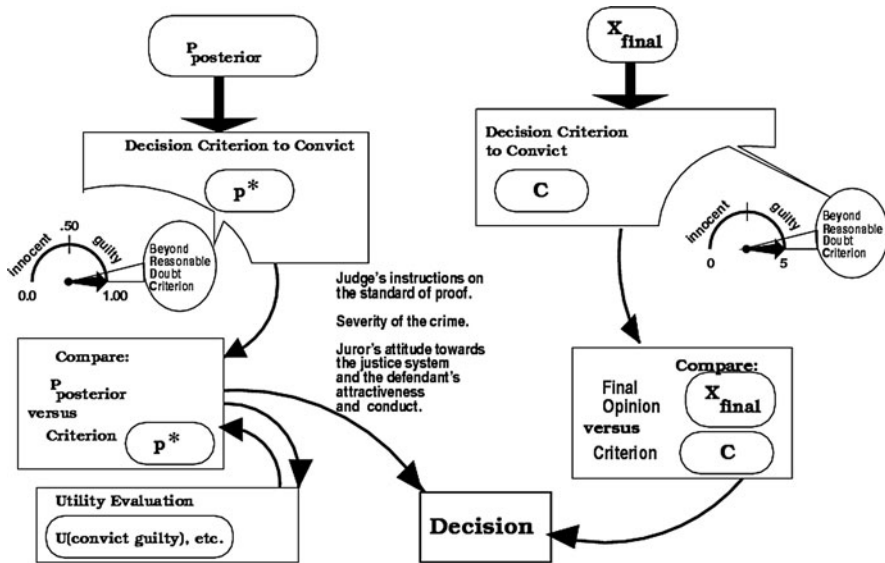 P
posterior
X
final
Decision Criterion to Convict
p*
innocent
.50
guilty
0.0
1.00
Beyond
Reasonable
Doubt
Criterion
Decision Criterion
to Convict
C
innocent
guilty
0
5
Beyond
Reasonable
Doubt
Criterion
Judge's instructions on
the standard of proof.
Severity of the crime.
Juror's attitude towards
the justice system
and the defendant's
attractiveness
and conduct.
Compare:
P
posterior
versus
Criterion
p*
Utility Evaluation
U(convict guilty), etc.
Decision
Compare:
Final
Opinion
X
final
versus
Criterion
C